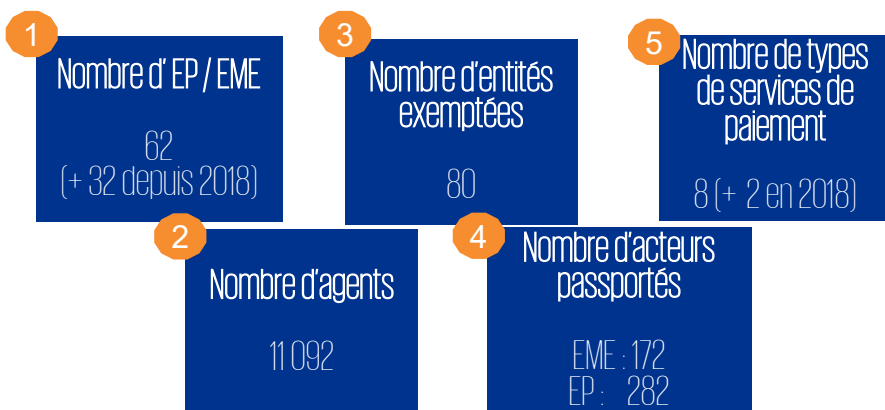 1
Nombre d' EP / EME
62
(+ 32 depuis 2018)
2
Nombre d'agents
11 092
3
Nombre d'entités
exemptées
80
4
Nombre d'acteurs
passportés
EME : 172
EP : 282
5
Nombre de types
de services de
paiement
8 (+ 2 en 2018)